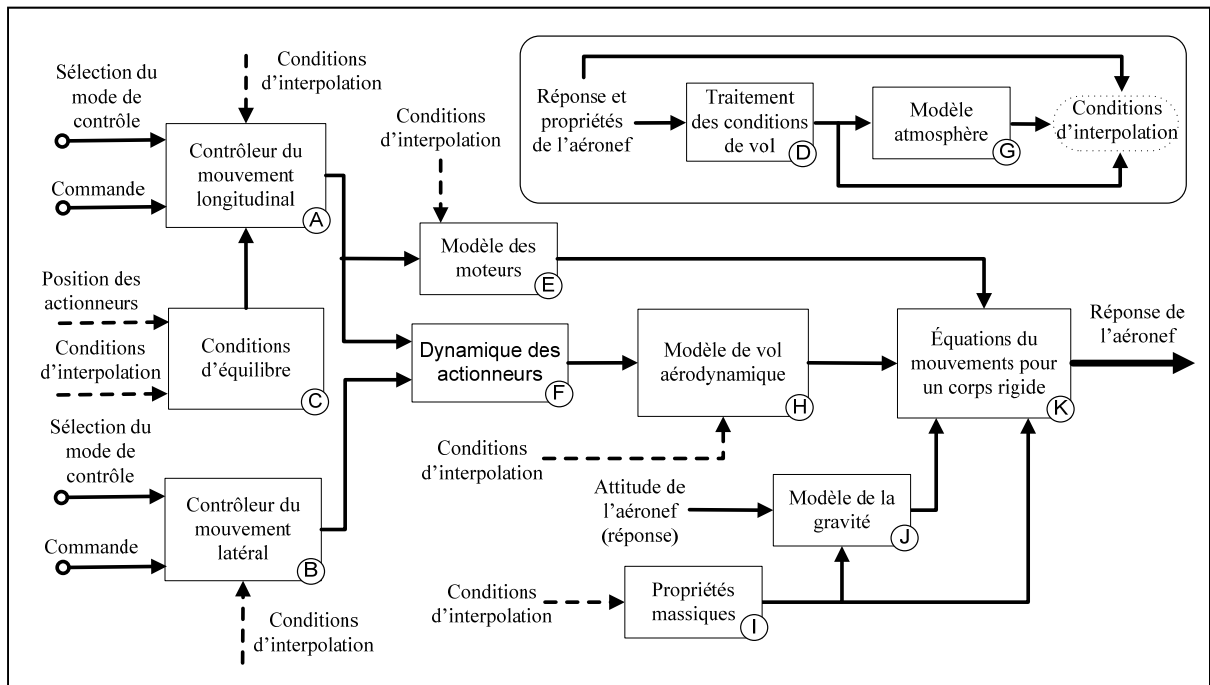 Sélection du
mode de
contrôle
Commande
Conditions
d'interpolation
Contrôleur du
mouvement
longitudinal
A
Position des
actionneurs
Conditions
d'interpolation
Conditions
d'équilibre
C
Sélection du
mode de
contrôle
Commande
Contrôleur du
mouvement
latéral
B
Conditions
d'interpolation
Conditions
d'interpolation
Modèle des
moteurs
E
Dynamique des
actionneurs
F
Réponse et
propriétés
de l'aéronef
Traitement
des conditions
de vol
D
Modèle
atmosphère
G
Conditions
d'interpolation
Modèle de vol
aérodynamique
H
Conditions
d'interpolation
Attitude de
l'aéronef
(réponse)
Modèle de la
gravité
J
Conditions
d'interpolation
Propriétés
massiques
I
Équations du
mouvements pour
un corps rigide
K
Réponse de
l'aéronef